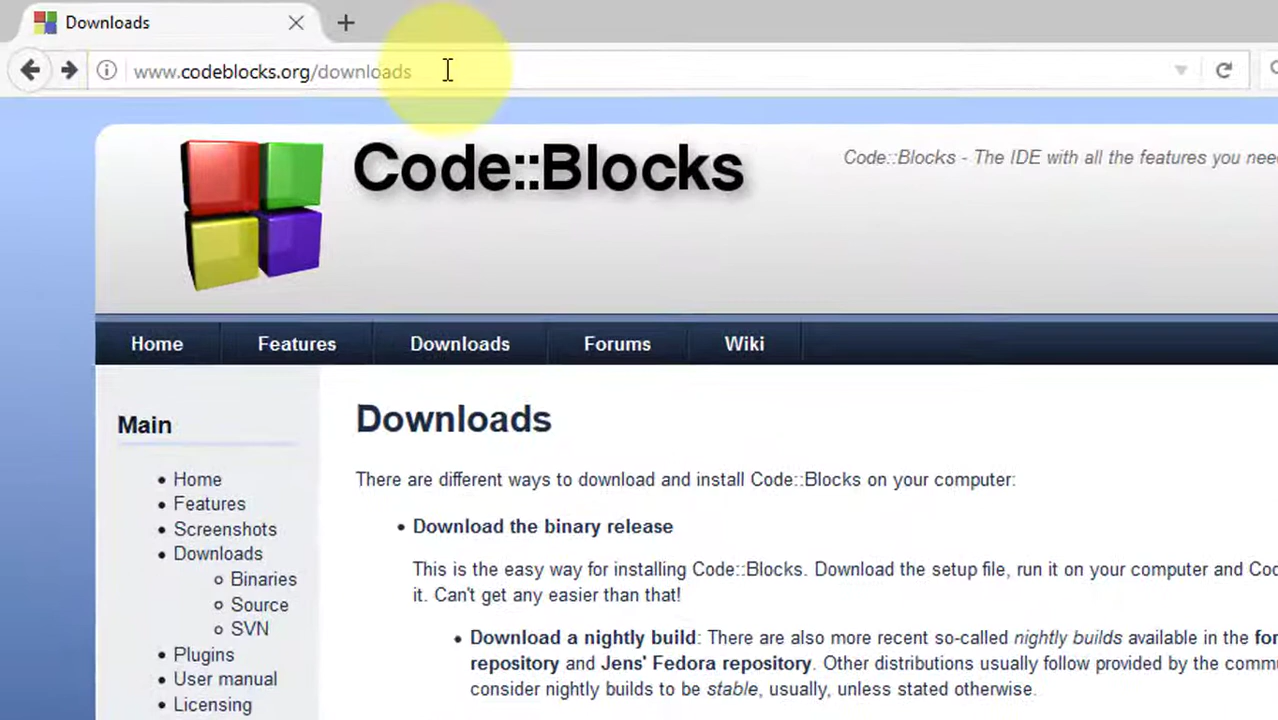 Downloads
www.codeblocks.org/downloads
Code::Blocks
Code::Blocks - The IDE with all the features you nee
Home Features Downloads Forums Wiki
Main
Home
Features
Screenshots
Downloads
Binaries
Source
SVN
Plugins
User manual
Licensing
Downloads
There are different ways to download and install Code::Blocks on your computer:
Download the binary release
This is the easy way for installing Code::Blocks. Download the setup file, run it on your computer and Cod
it. Can't get any easier than that!
Download a nightly build: There are also more recent so-called nightly builds available in the for
repository and Jens' Fedora repository. Other distributions usually follow provided by the commu
consider nightly builds to be stable, usually, unless stated otherwise.